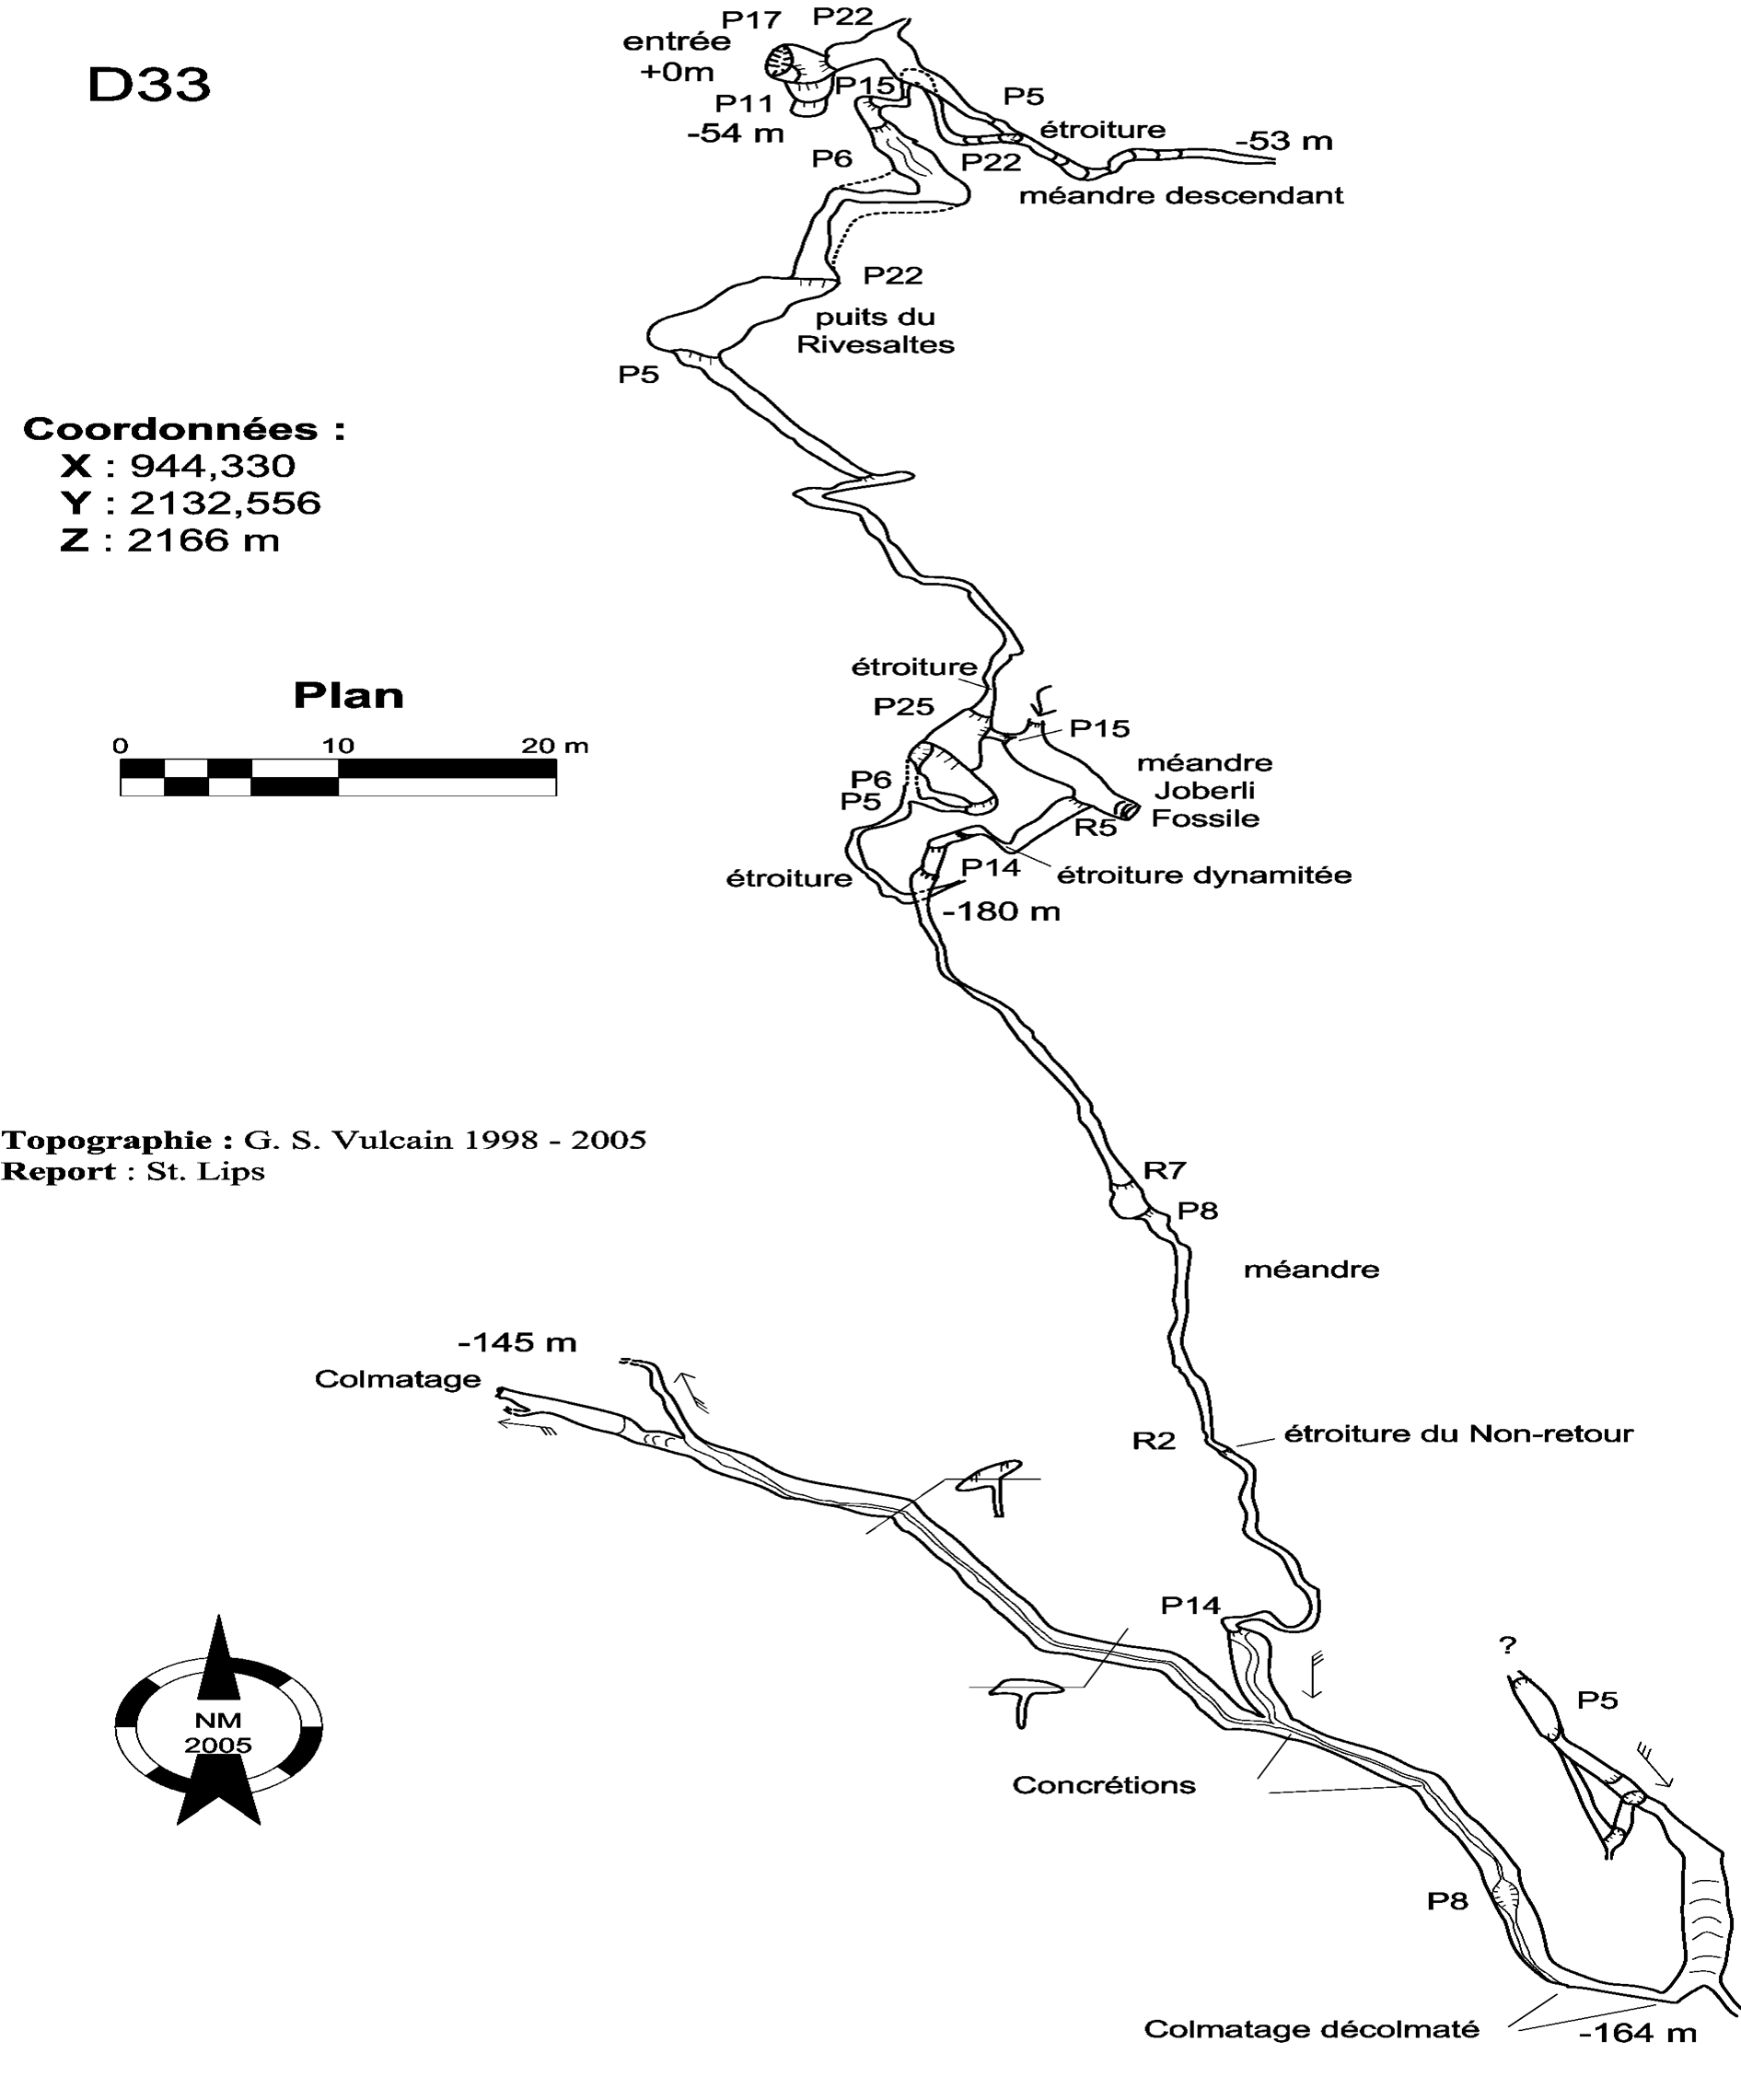 D33
P17
P22
entrée
+0m
P15
P11
-54 m
P5
étroiture
-53 m
P6
P22
méandre descendant
P22
puits du
Rivesaltes
P5
Coordonnées :
X : 944,330
Y : 2132,556
Z : 2166 m
Plan
0 10 20 m
étroiture
P25
P15
méandre
Joberli
Fossile
P6
P5
R5
P14
étroiture
étroiture dynamitée
-180 m
Topographie : G. S. Vulcain 1998 - 2005
Report : St. Lips
R7
P8
méandre
-145 m
Colmatage
R2
étroiture du Non-retour
P14
?
P5
NM
2005
Concrétions
P8
Colmatage décolmaté
-164 m